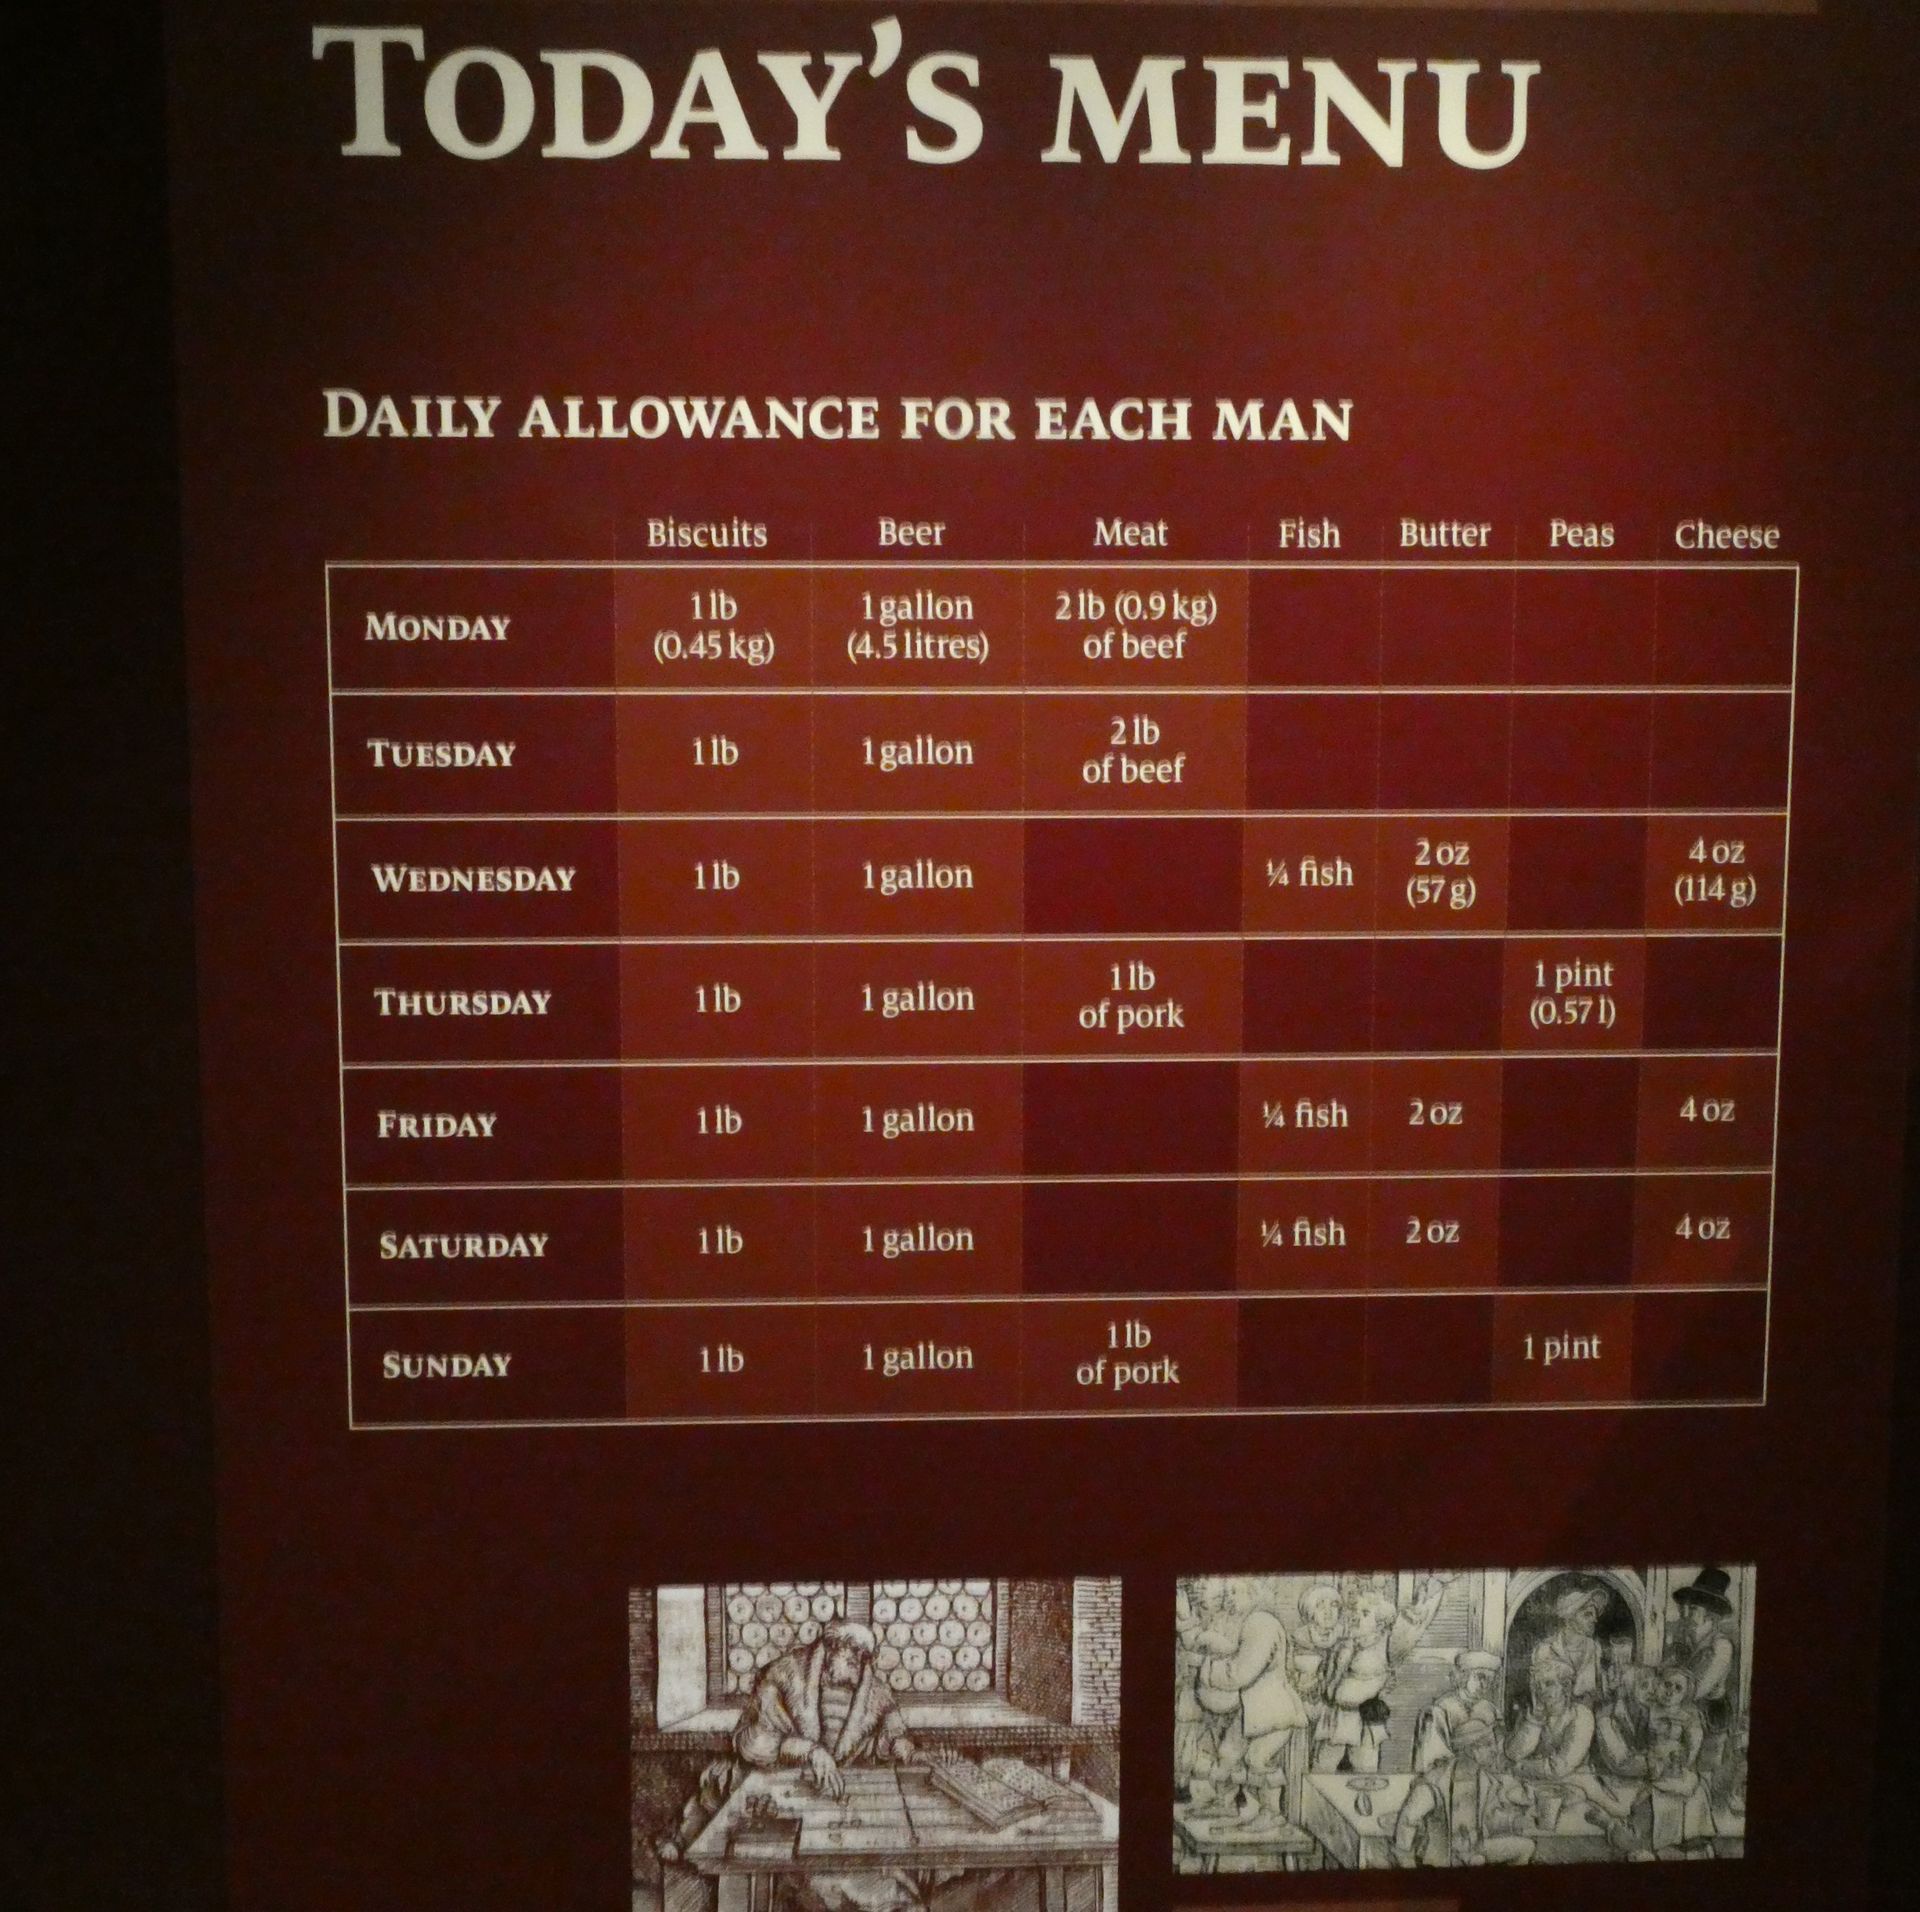 TODAY'S MENU
DAILY ALLOWANCE FOR EACH MAN
Biscuits Beer Meat Fish Butter Peas Cheese
MONDAY 1 lb (0.45 kg) 1 gallon (4.5 litres) 2 lb (0.9 kg) of beef
TUESDAY 1 lb 1 gallon 2 lb of beef
WEDNESDAY 1 lb 1 gallon ¼ fish 2 oz (57 g) 4 oz (114 g)
THURSDAY 1 lb 1 gallon 1 lb of pork 1 pint (0.57 l)
FRIDAY 1 lb 1 gallon ¼ fish 2 oz 4 oz
SATURDAY 1 lb 1 gallon ¼ fish 2 oz 4 oz
SUNDAY 1 lb 1 gallon 1 lb of pork 1 pint